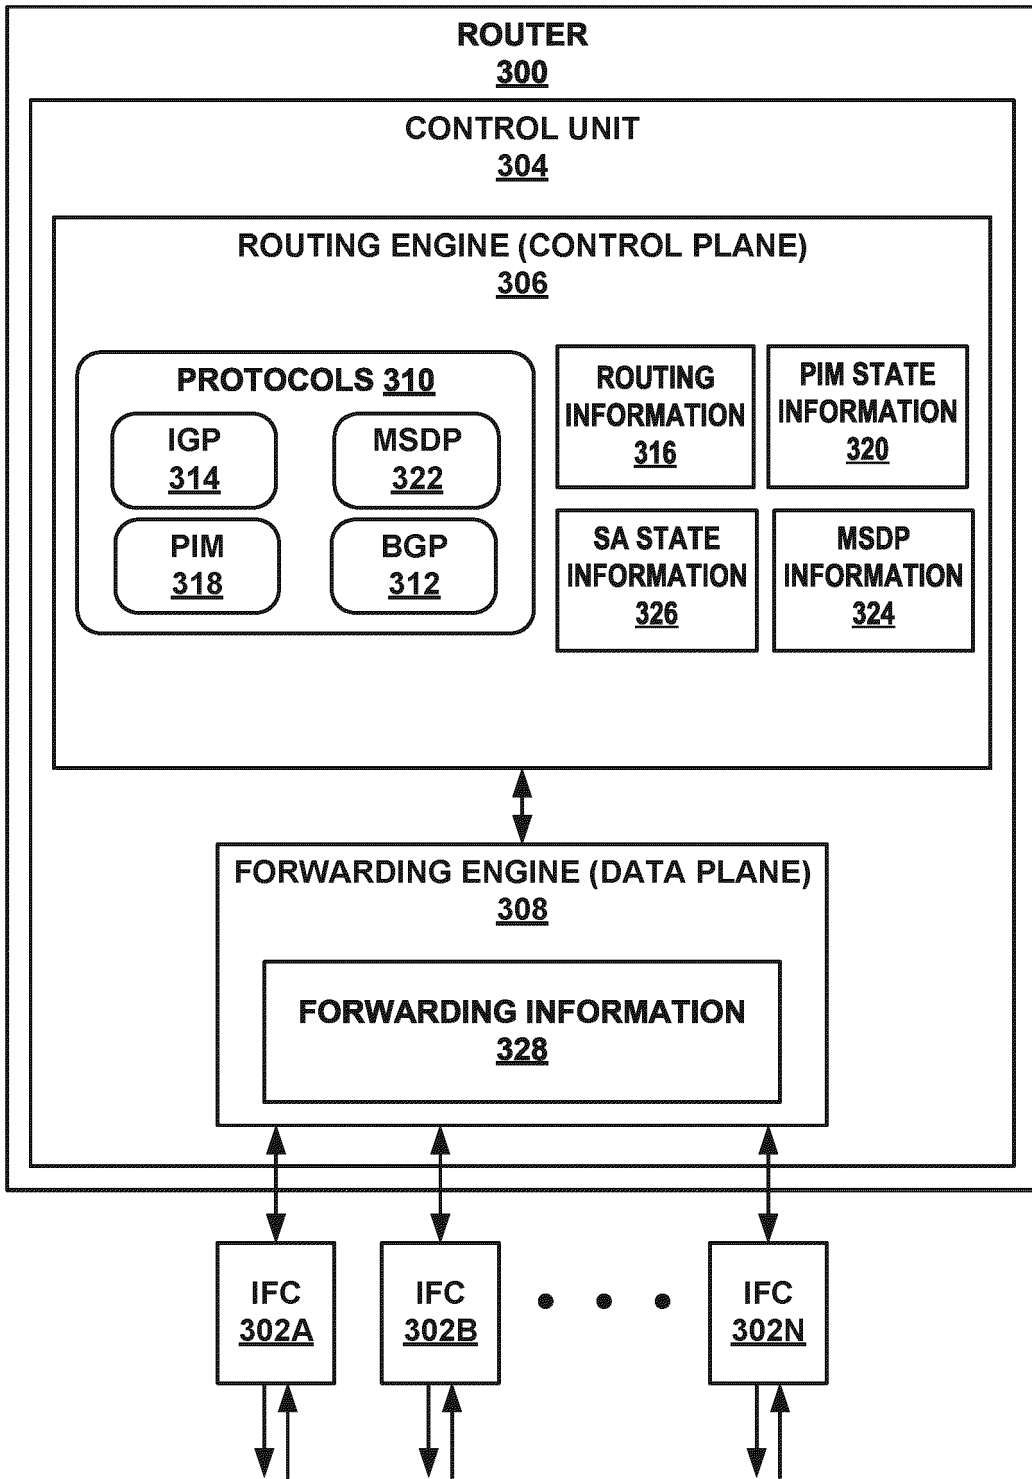 ROUTER
300
CONTROL UNIT
304
ROUTING ENGINE (CONTROL PLANE)
306
PROTOCOLS 310
IGP
314
MSDP
322
PIM
318
BGP
312
ROUTING
INFORMATION
316
PIM STATE
INFORMATION
320
SA STATE
INFORMATION
326
MSDP
INFORMATION
324
FORWARDING ENGINE (DATA PLANE)
308
FORWARDING INFORMATION
328
IFC
302A
IFC
302B
IFC
302N